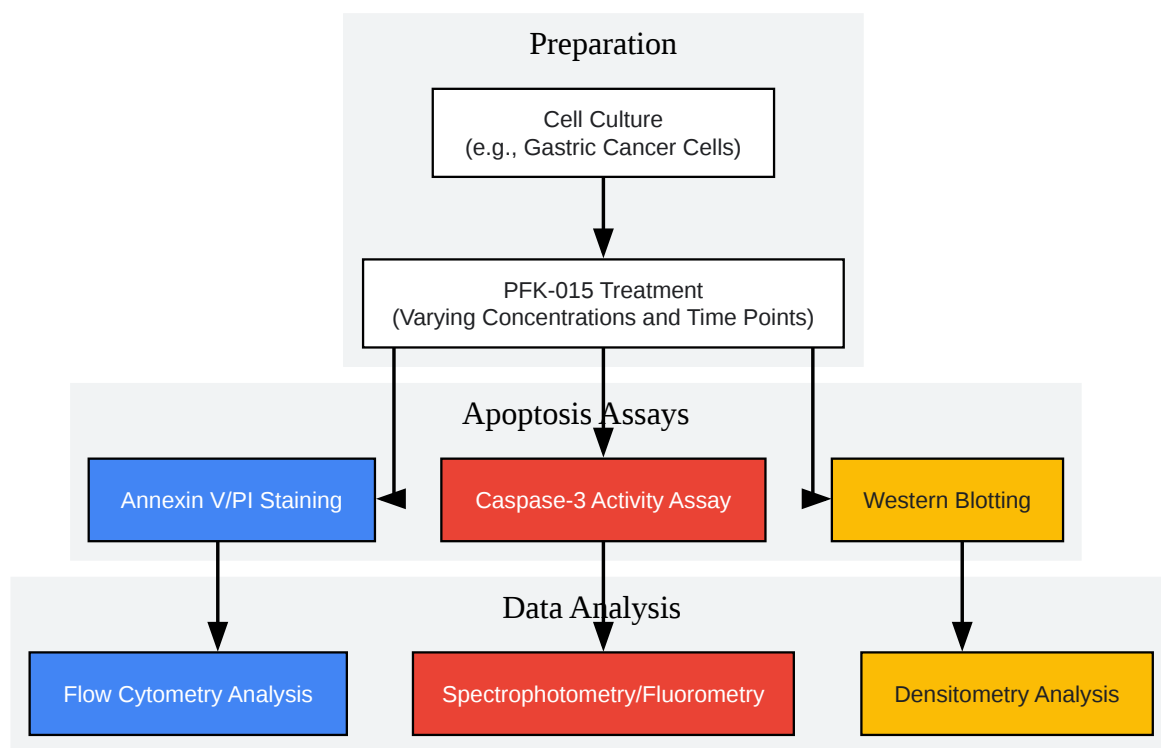 Preparation
Cell Culture
(e.g., Gastric Cancer Cells)
PFK-015 Treatment
(Varying Concentrations and Time Points)
Apoptosis Assays
Annexin V/PI Staining
Caspase-3 Activity Assay
Western Blotting
Data Analysis
Flow Cytometry Analysis
Spectrophotometry/Fluorometry
Densitometry Analysis